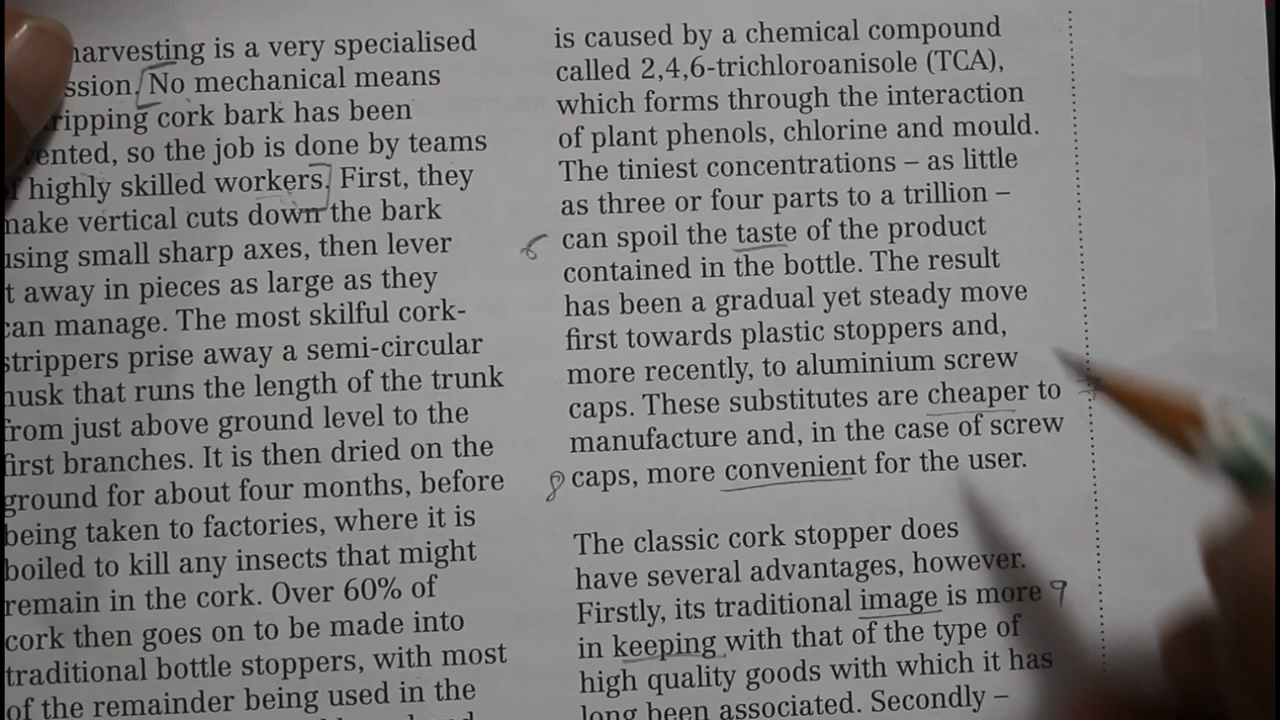 harvesting is a very specialised
ssion. No mechanical means
ripping cork bark has been
ented, so the job is done by teams
f highly skilled workers. First, they
make vertical cuts down the bark
using small sharp axes, then lever
t away in pieces as large as they
can manage. The most skilful cork-
strippers prise away a semi-circular
husk that runs the length of the trunk
from just above ground level to the
first branches. It is then dried on the
ground for about four months, before
being taken to factories, where it is
boiled to kill any insects that might
remain in the cork. Over 60% of
cork then goes on to be made into
traditional bottle stoppers, with most
of the remainder being used in the
is caused by a chemical compound
called 2,4,6-trichloroanisole (TCA),
which forms through the interaction
of plant phenols, chlorine and mould.
The tiniest concentrations – as little
as three or four parts to a trillion –
6 can spoil the taste of the product
contained in the bottle. The result
has been a gradual yet steady move
first towards plastic stoppers and,
more recently, to aluminium screw
caps. These substitutes are cheaper to
manufacture and, in the case of screw
8 caps, more convenient for the user.
The classic cork stopper does
have several advantages, however.
Firstly, its traditional image is more 9
in keeping with that of the type of
high quality goods with which it has
long been associated. Secondly –